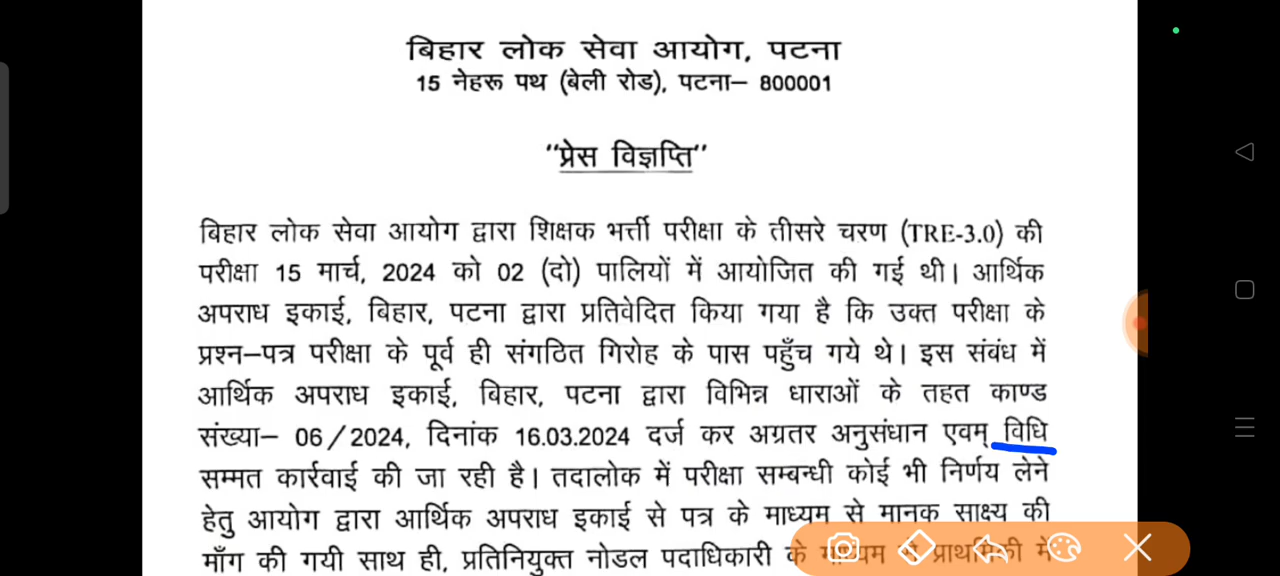 बिहार लोक सेवा आयोग, पटना
15 नेहरू पथ (बेली रोड), पटना– 800001
"प्रेस विज्ञप्ति"
बिहार लोक सेवा आयोग द्वारा शिक्षक भर्त्ती परीक्षा के तीसरे चरण (TRE-3.0) की
परीक्षा 15 मार्च, 2024 को 02 (दो) पालियों में आयोजित की गई थी। आर्थिक
अपराध इकाई, बिहार, पटना द्वारा प्रतिवेदित किया गया है कि उक्त परीक्षा के
प्रश्न–पत्र परीक्षा के पूर्व ही संगठित गिरोह के पास पहुँच गये थे। इस संबंध में
आर्थिक अपराध इकाई, बिहार, पटना द्वारा विभिन्न धाराओं के तहत काण्ड
संख्या– 06/2024, दिनांक 16.03.2024 दर्ज कर अग्रतर अनुसंधान एवम् विधि
सम्मत कार्रवाई की जा रही है। तदालोक में परीक्षा सम्बन्धी कोई भी निर्णय लेने
हेतु आयोग द्वारा आर्थिक अपराध इकाई से पत्र के माध्यम से मानक साक्ष्य की
माँग की गयी साथ ही, प्रतिनियुक्त नोडल पदाधिकारी के माध्यम से प्राथमिकी में